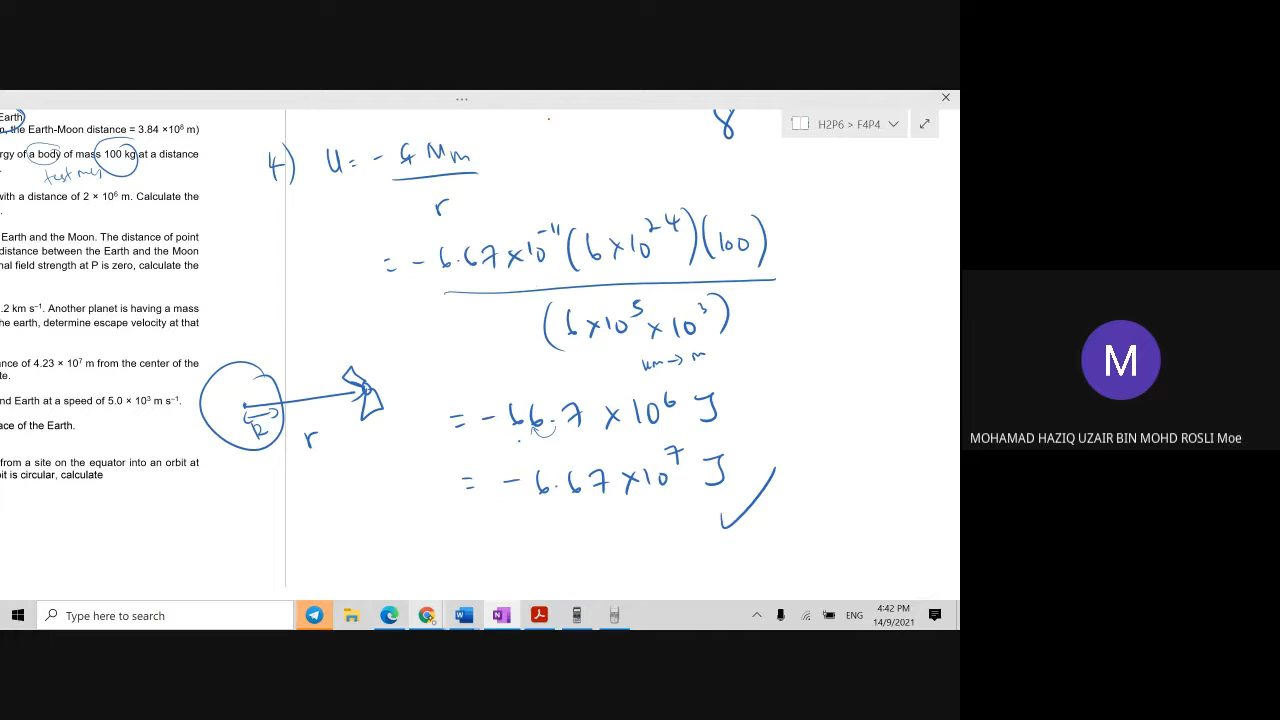 Earth
m, the Earth-Moon distance = 3.84 ×10⁸ m)
rgy of a body of mass 100 kg at a distance
test mass
with a distance of 2 × 10⁶ m. Calculate the
Earth and the Moon. The distance of point
distance between the Earth and the Moon
nal field strength at P is zero, calculate the
.2 km s⁻¹. Another planet is having a mass
the earth, determine escape velocity at that
ance of 4.23 × 10⁷ m from the center of the
te.
nd Earth at a speed of 5.0 × 10³ m s⁻¹.
ace of the Earth.
from a site on the equator into an orbit at
bit is circular, calculate
R
r
8
H2P6 > F4P4
4) U = - G M m
r
= - 6.67 × 10⁻¹¹ (6 × 10²⁴)(100)
(6 × 10⁵ × 10³)
km → m
= - 66.7 × 10⁶ J
= - 6.67 × 10⁷ J
M
MOHAMAD HAZIQ UZAIR BIN MOHD ROSLI Moe
Type here to search
ENG
4:42 PM
14/9/2021